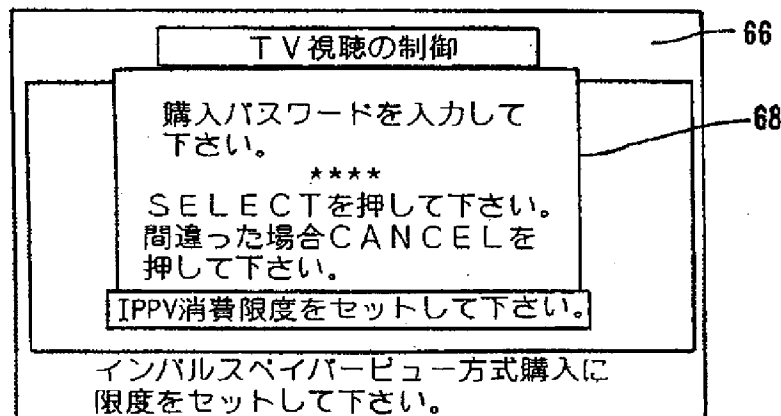 TV視聴の制御
66
購入パスワードを入力して
下さい。
68
****
SELECTを押して下さい。
間違った場合CANCELを
押して下さい。
IPPV消費限度をセットして下さい。
インパルスペイパービュー方式購入に
限度をセットして下さい。